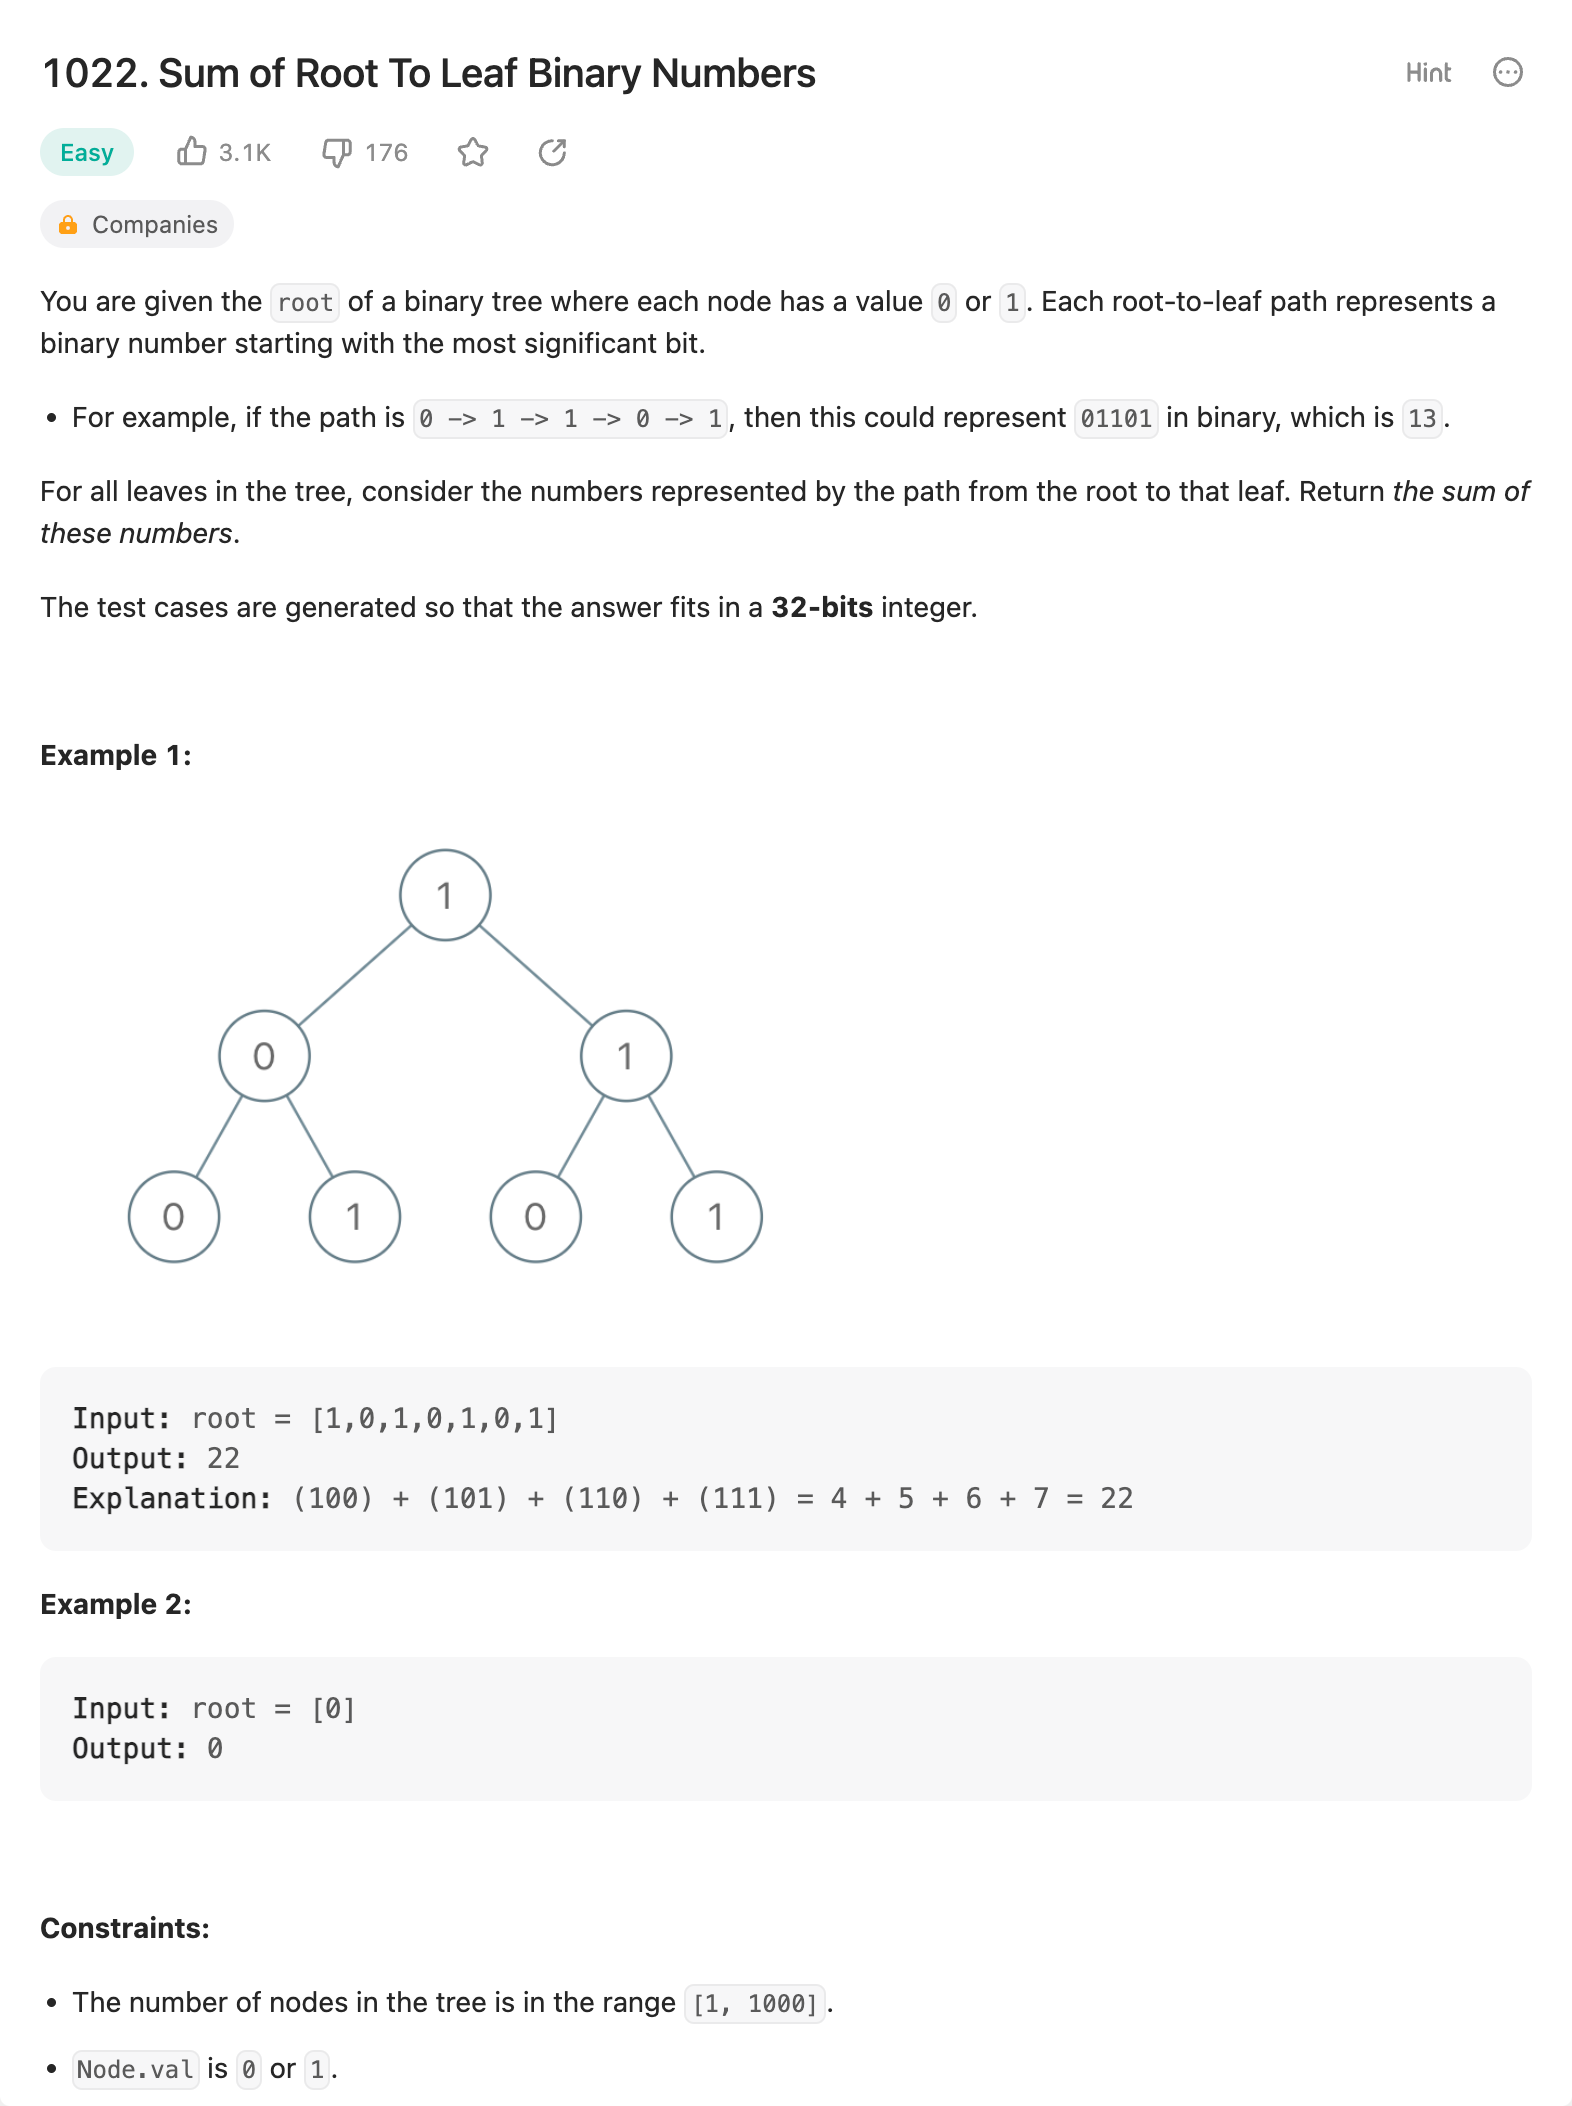 1022. Sum of Root To Leaf Binary Numbers
Hint
Easy
3.1K
176
Companies
You are given the root of a binary tree where each node has a value 0 or 1. Each root-to-leaf path represents a
binary number starting with the most significant bit.
• For example, if the path is 0 -> 1 -> 1 -> 0 -> 1, then this could represent 01101 in binary, which is 13.
For all leaves in the tree, consider the numbers represented by the path from the root to that leaf. Return the sum of
these numbers.
The test cases are generated so that the answer fits in a 32-bits integer.
Example 1:
1
0 1
0 1 0 1
Input: root = [1,0,1,0,1,0,1]
Output: 22
Explanation: (100) + (101) + (110) + (111) = 4 + 5 + 6 + 7 = 22
Example 2:
Input: root = [0]
Output: 0
Constraints:
• The number of nodes in the tree is in the range [1, 1000].
• Node.val is 0 or 1.